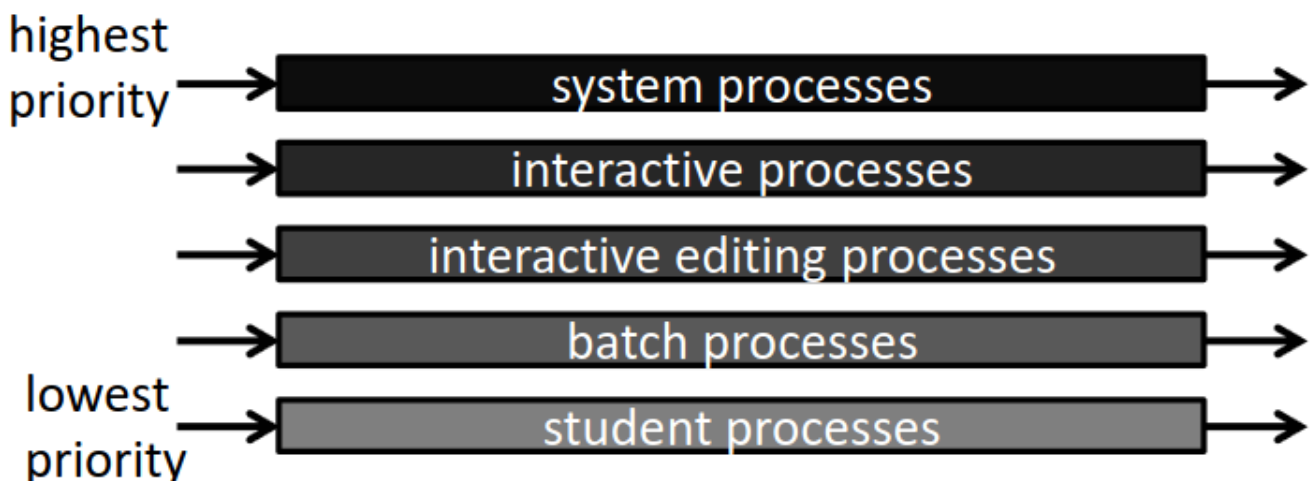 highest
priority
system processes
interactive processes
interactive editing processes
batch processes
lowest
priority
student processes